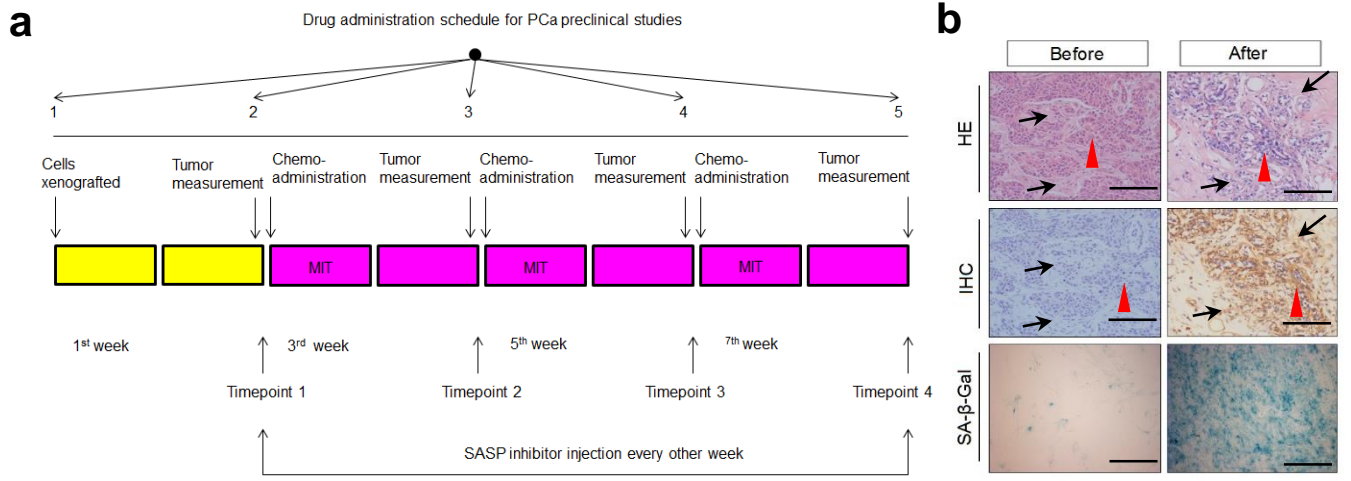 a
Drug administration schedule for PCa preclinical studies
1 2 3 4 5
Cells
xenografted
Tumor
measurement
Chemo-
administration
Tumor
measurement
Chemo-
administration
Tumor
measurement
Chemo-
administration
Tumor
measurement
MIT MIT MIT
1st week 3rd week 5th week 7th week
Timepoint 1 Timepoint 2 Timepoint 3 Timepoint 4
SASP inhibitor injection every other week
b
Before After
HE
IHC
SA-β-Gal